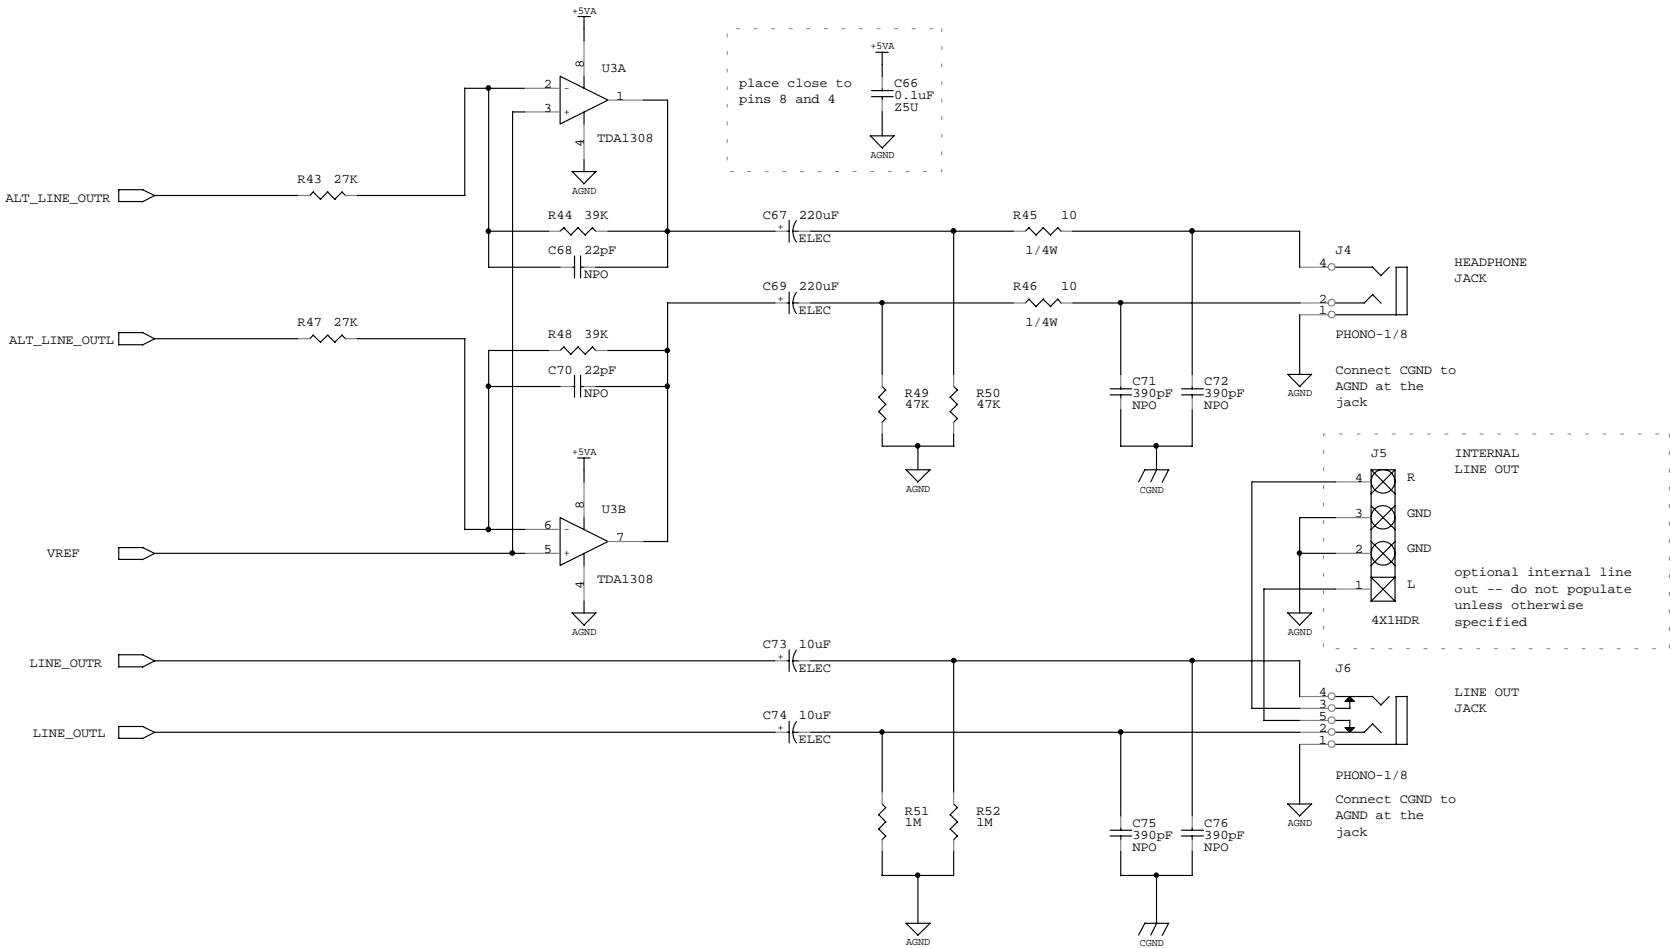 +5VA
8
U3A
2
-
1
3
+
4
TDA1308
AGND
place close to
pins 8 and 4
+5VA
C66
0.1uF
Z5U
AGND
ALT_LINE_OUTR
R43 27K
R44 39K
C68 22pF
NPO
C67 220uF
+
ELEC
R45 10
1/4W
C69 220uF
+
ELEC
R46 10
1/4W
J4
4
2
1
HEADPHONE
JACK
PHONO-1/8
AGND
Connect CGND to
AGND at the
jack
ALT_LINE_OUTL
R47 27K
R48 39K
C70 22pF
NPO
R49
47K
R50
47K
AGND
C71
390pF
NPO
C72
390pF
NPO
CGND
+5VA
8
U3B
6
-
7
5
+
4
TDA1308
AGND
VREF
J5
INTERNAL
LINE OUT
4
R
3
GND
2
GND
1
L
4X1HDR
AGND
optional internal line
out -- do not populate
unless otherwise
specified
LINE_OUTR
C73 10uF
+
ELEC
LINE_OUTL
C74 10uF
+
ELEC
J6
4
3
5
2
1
LINE OUT
JACK
PHONO-1/8
AGND
Connect CGND to
AGND at the
jack
R51
1M
R52
1M
AGND
C75
390pF
NPO
C76
390pF
NPO
CGND